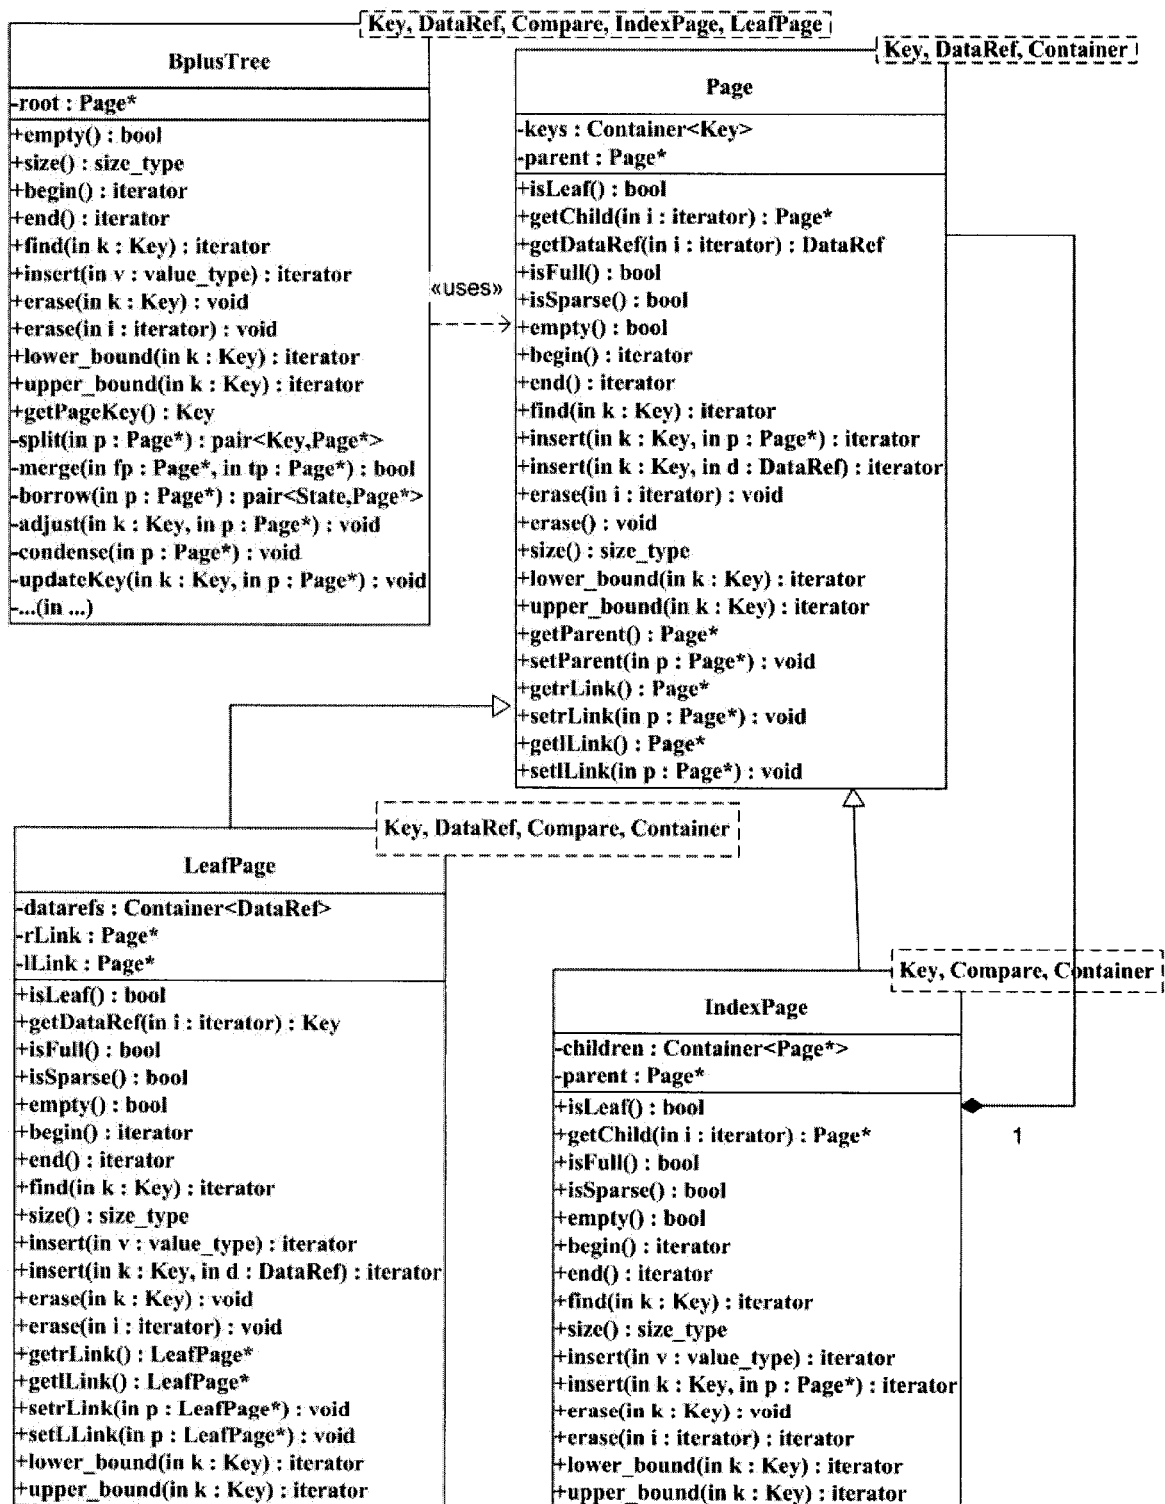 Key, DataRef, Compare, IndexPage, LeafPage
BplusTree
-root : Page*
+empty() : bool
+size() : size_type
+begin() : iterator
+end() : iterator
+find(in k : Key) : iterator
+insert(in v : value_type) : iterator
+erase(in k : Key) : void
+erase(in i : iterator) : void
+lower_bound(in k : Key) : iterator
+upper_bound(in k : Key) : iterator
+getPageKey() : Key
-split(in p : Page*) : pair<Key,Page*>
-merge(in fp : Page*, in tp : Page*) : bool
-borrow(in p : Page*) : pair<State,Page*>
-adjust(in k : Key, in p : Page*) : void
-condense(in p : Page*) : void
-updateKey(in k : Key, in p : Page*) : void
-...(in ...)
«uses»
Key, DataRef, Container
Page
-keys : Container<Key>
-parent : Page*
+isLeaf() : bool
+getChild(in i : iterator) : Page*
+getDataRef(in i : iterator) : DataRef
+isFull() : bool
+isSparse() : bool
+empty() : bool
+begin() : iterator
+end() : iterator
+find(in k : Key) : iterator
+insert(in k : Key, in p : Page*) : iterator
+insert(in k : Key, in d : DataRef) : iterator
+erase(in i : iterator) : void
+erase() : void
+size() : size_type
+lower_bound(in k : Key) : iterator
+upper_bound(in k : Key) : iterator
+getParent() : Page*
+setParent(in p : Page*) : void
+getrLink() : Page*
+setrLink(in p : Page*) : void
+getlLink() : Page*
+setlLink(in p : Page*) : void
Key, DataRef, Compare, Container
LeafPage
-datarefs : Container<DataRef>
-rLink : Page*
-lLink : Page*
+isLeaf() : bool
+getDataRef(in i : iterator) : Key
+isFull() : bool
+isSparse() : bool
+empty() : bool
+begin() : iterator
+end() : iterator
+find(in k : Key) : iterator
+size() : size_type
+insert(in v : value_type) : iterator
+insert(in k : Key, in d : DataRef) : iterator
+erase(in k : Key) : void
+erase(in i : iterator) : void
+getrLink() : LeafPage*
+getlLink() : LeafPage*
+setrLink(in p : LeafPage*) : void
+setLLink(in p : LeafPage*) : void
+lower_bound(in k : Key) : iterator
+upper_bound(in k : Key) : iterator
Key, Compare, Container
IndexPage
-children : Container<Page*>
-parent : Page*
+isLeaf() : bool
+getChild(in i : iterator) : Page*
+isFull() : bool
+isSparse() : bool
+empty() : bool
+begin() : iterator
+end() : iterator
+find(in k : Key) : iterator
+size() : size_type
+insert(in v : value_type) : iterator
+insert(in k : Key, in p : Page*) : iterator
+erase(in k : Key) : void
+erase(in i : iterator) : iterator
+lower_bound(in k : Key) : iterator
+upper_bound(in k : Key) : iterator
1